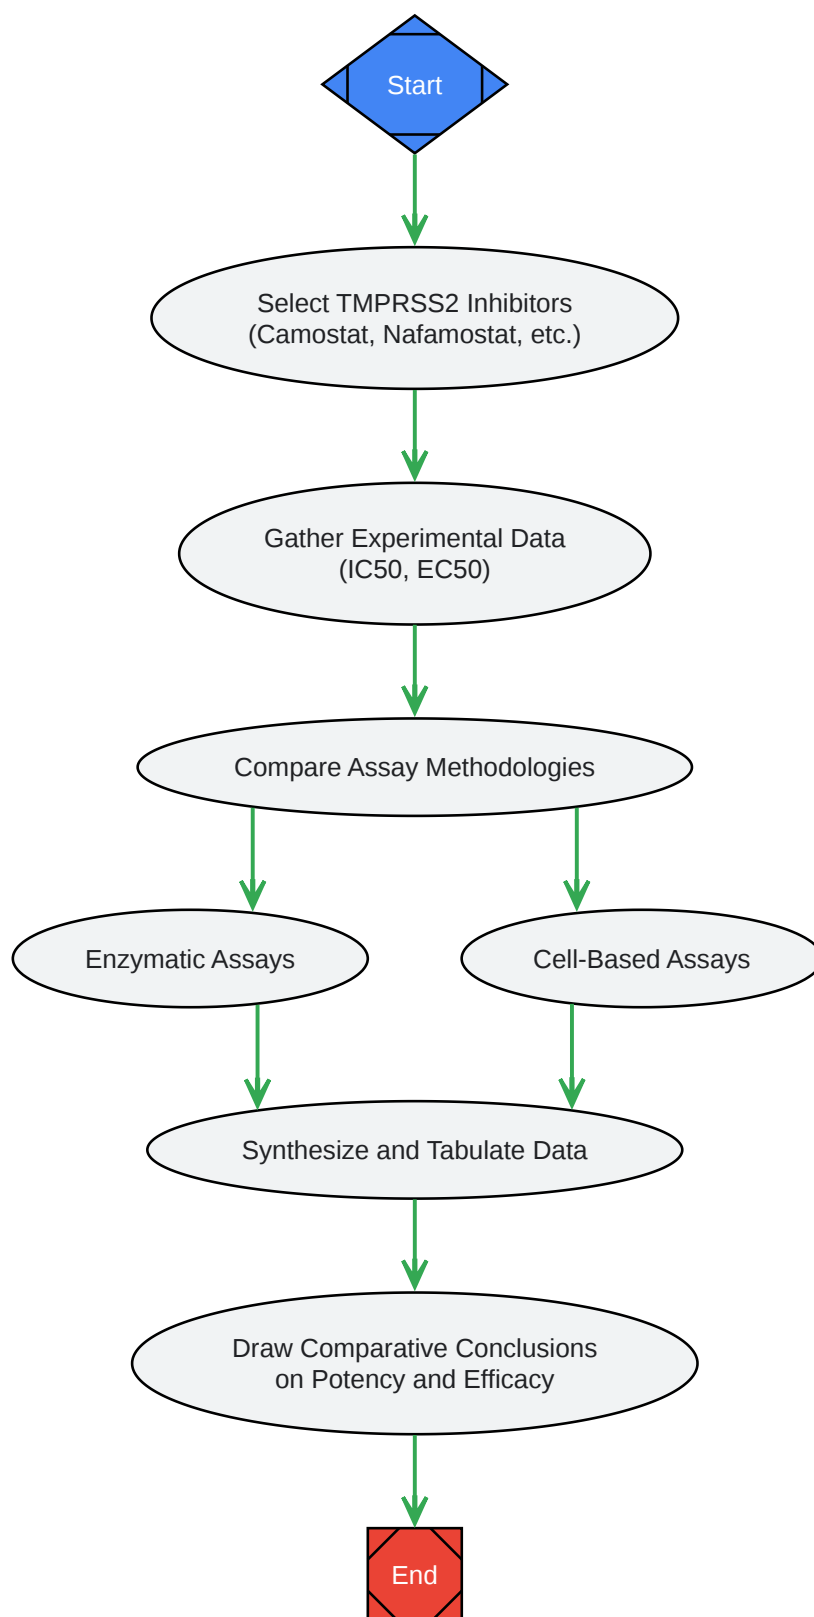 Start
Select TMPRSS2 Inhibitors
(Camostat, Nafamostat, etc.)
Gather Experimental Data
(IC50, EC50)
Compare Assay Methodologies
Enzymatic Assays
Cell-Based Assays
Synthesize and Tabulate Data
Draw Comparative Conclusions
on Potency and Efficacy
End